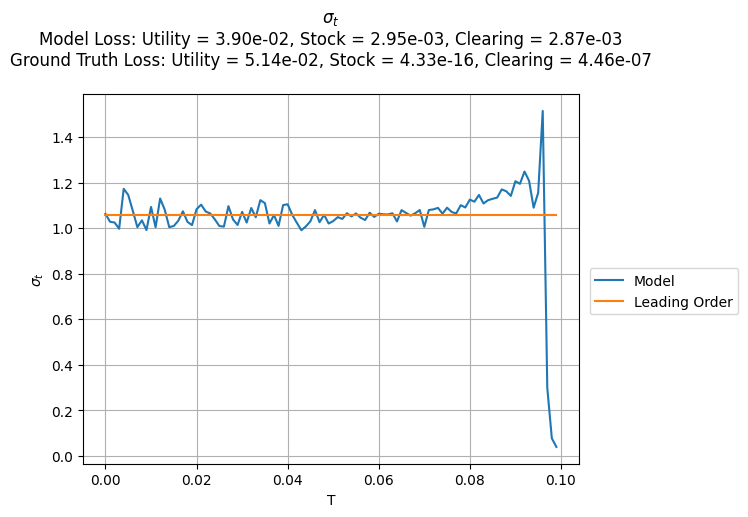 σt
Model Loss: Utility = 3.90e-02, Stock = 2.95e-03, Clearing = 2.87e-03
Ground Truth Loss: Utility = 5.14e-02, Stock = 4.33e-16, Clearing = 4.46e-07
1.4
1.2
1.0
0.8
0.6
0.4
0.2
0.0
σt
0.00
0.02
0.04
0.06
0.08
0.10
T
Model
Leading Order